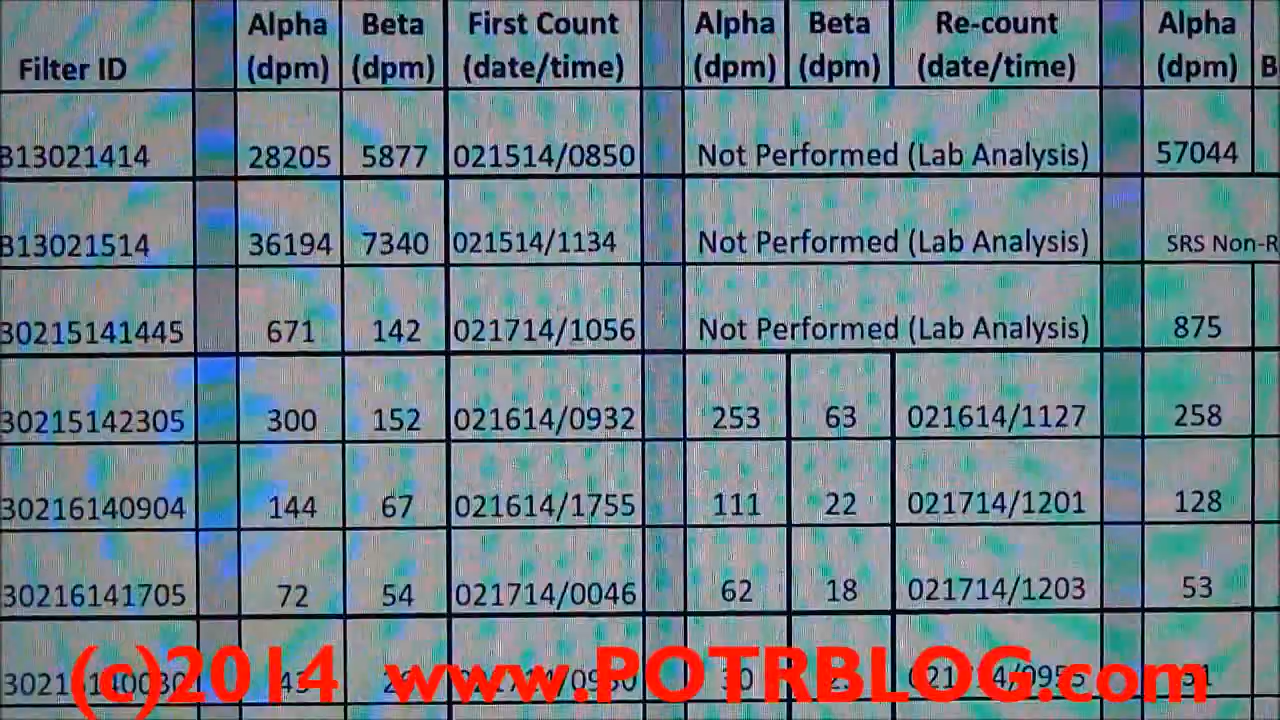 Alpha Beta First Count Alpha Beta Re-count Alpha
Filter ID (dpm) (dpm) (date/time) (dpm) (dpm) (date/time) (dpm) B
B13021414 28205 5877 021514/0850 Not Performed (Lab Analysis) 57044
B13021514 36194 7340 021514/1134 Not Performed (Lab Analysis) SRS Non-R
30215141445 671 142 021714/1056 Not Performed (Lab Analysis) 875
30215142305 300 152 021614/0932 253 63 021614/1127 258
30216140904 144 67 021614/1755 111 22 021714/1201 128
30216141705 72 54 021714/0046 62 18 021714/1203 53
(c)2014 www.POTRBLOG.com